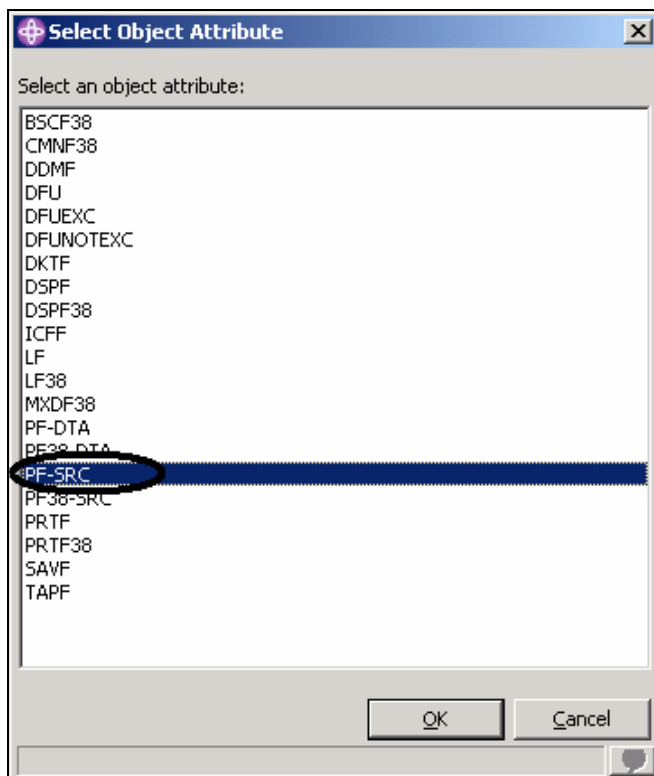 Select Object Attribute
Select an object attribute:
BSCF38
CMNF38
DDMF
DFU
DFUEXC
DFUNOTEXC
DKTF
DSPF
DSPF38
ICFF
LF
LF38
MXDF38
PF-DTA
PF38-DTA
PF-SRC
PF38-SRC
PRTF
PRTF38
SAVF
TAPF
OK Cancel